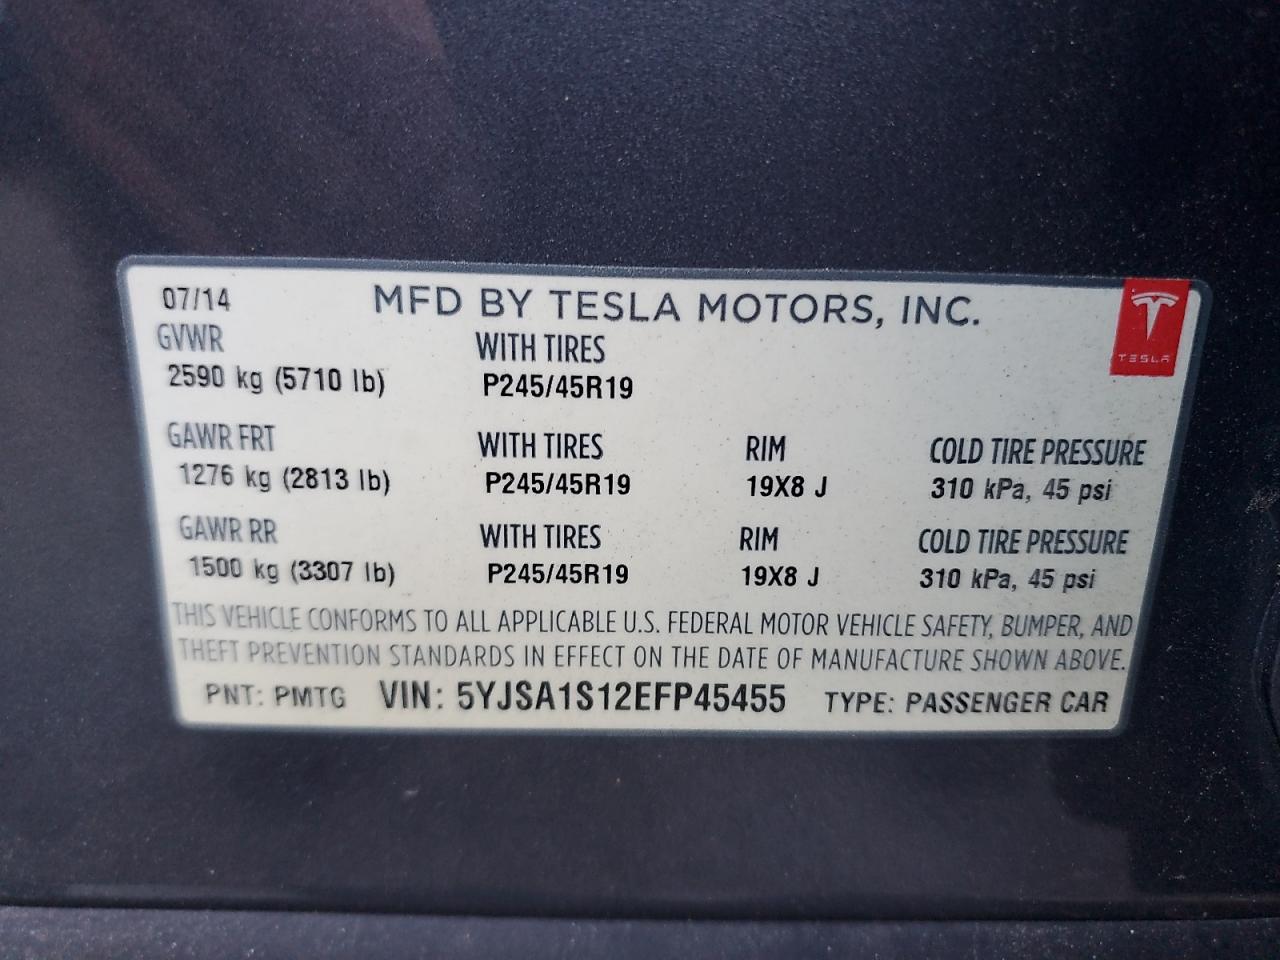 07/14 MFD BY TESLA MOTORS, INC.
TESLA
GVWR WITH TIRES
2590 kg (5710 lb) P245/45R19
GAWR FRT WITH TIRES RIM COLD TIRE PRESSURE
1276 kg (2813 lb) P245/45R19 19X8 J 310 kPa, 45 psi
GAWR RR WITH TIRES RIM COLD TIRE PRESSURE
1500 kg (3307 lb) P245/45R19 19X8 J 310 kPa, 45 psi
THIS VEHICLE CONFORMS TO ALL APPLICABLE U.S. FEDERAL MOTOR VEHICLE SAFETY, BUMPER, AND
THEFT PREVENTION STANDARDS IN EFFECT ON THE DATE OF MANUFACTURE SHOWN ABOVE.
PNT: PMTG VIN: 5YJSA1S12EFP45455 TYPE: PASSENGER CAR